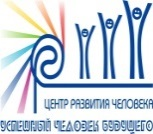 ЦЕНТР РАЗВИТИЯ ЧЕЛОВЕКА
УСПЕШНЫЙ ЧЕЛОВЕК БУДУЩЕГО